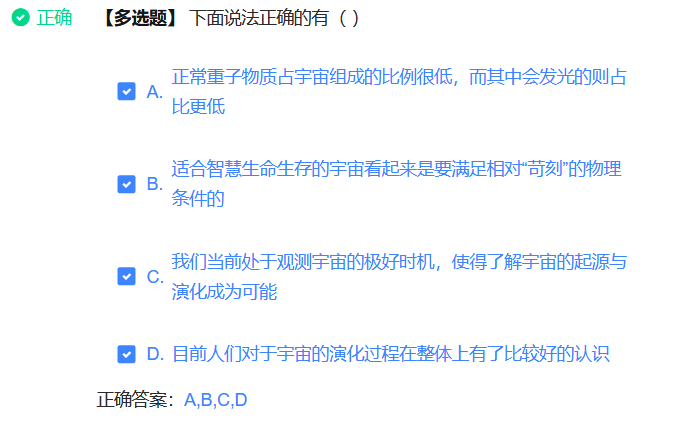 正确 【多选题】 下面说法正确的有（ ）
A. 正常重子物质占宇宙组成的比例很低，而其中会发光的则占
比更低
B. 适合智慧生命生存的宇宙看起来是要满足相对“苛刻”的物理
条件的
C. 我们当前处于观测宇宙的极好时机，使得了解宇宙的起源与
演化成为可能
D. 目前人们对于宇宙的演化过程在整体上有了比较好的认识
正确答案：A,B,C,D